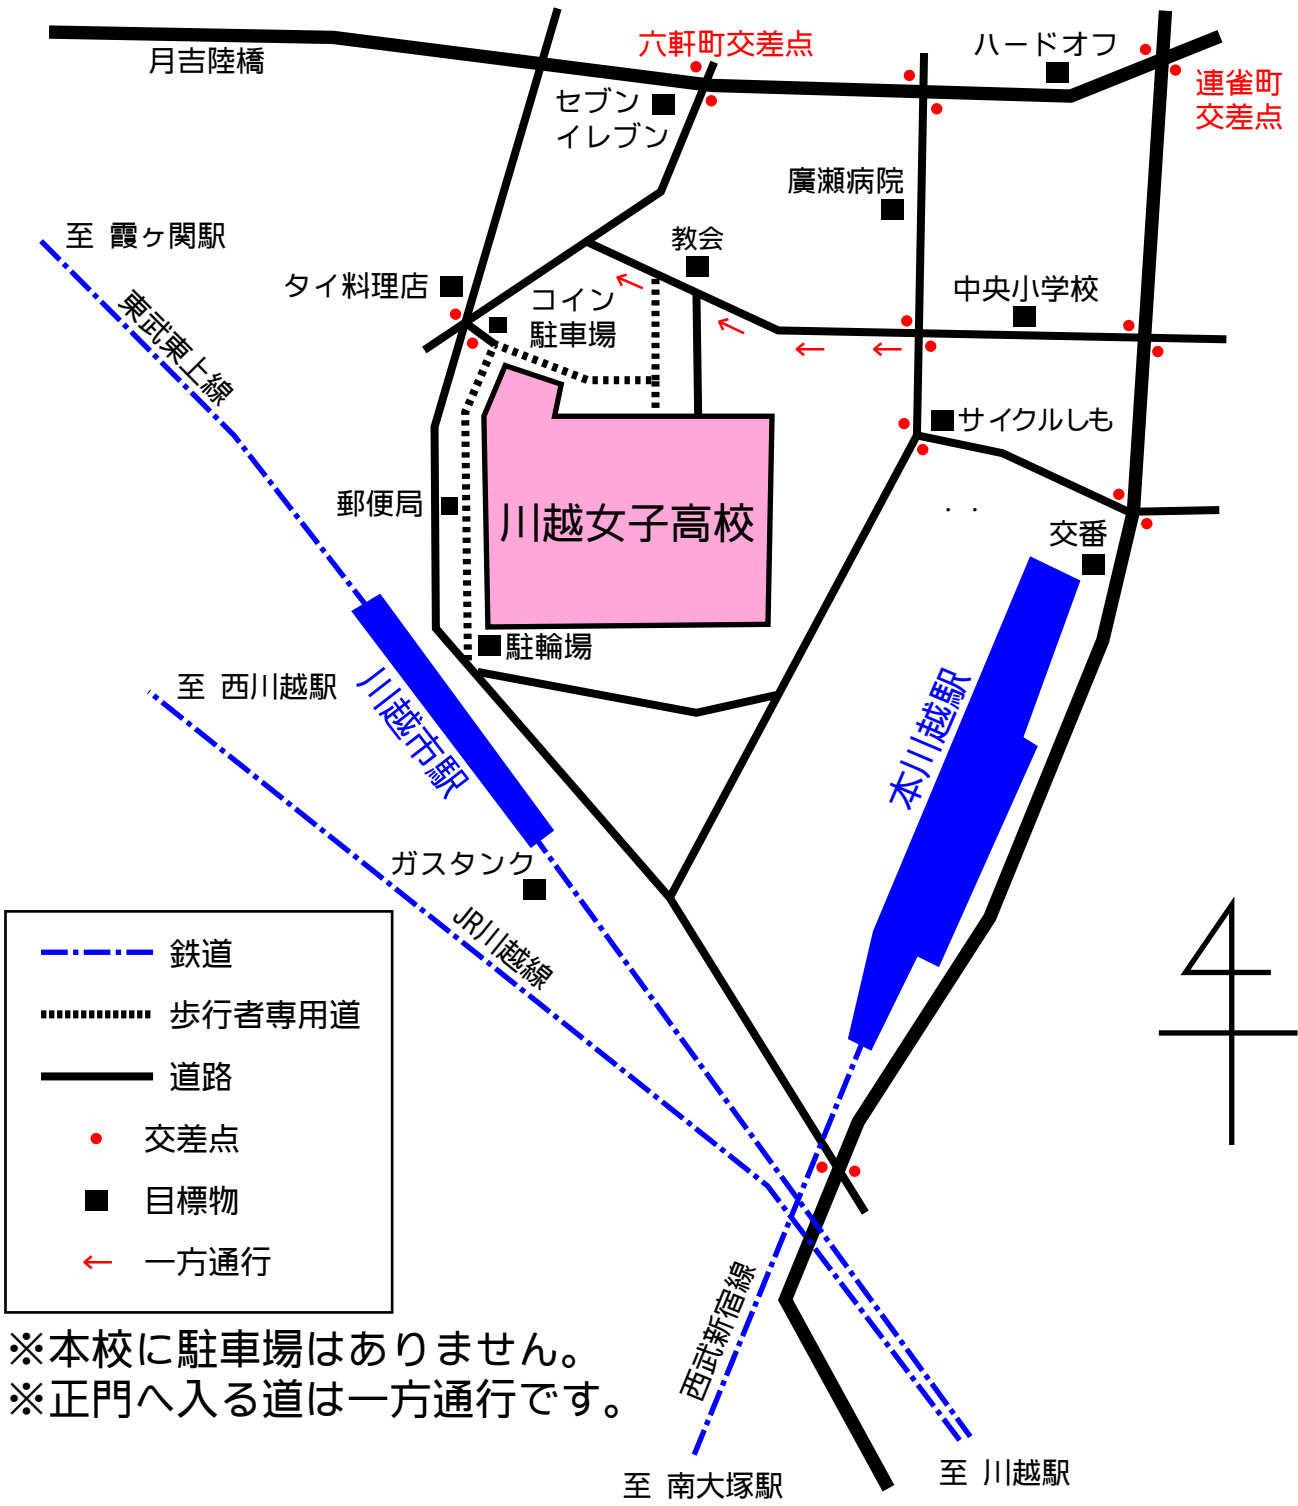 月吉陸橋
六軒町交差点
ハードオフ
連雀町
交差点
セブン
イレブン
廣瀬病院
至 霞ヶ関駅
教会
タイ料理店
コイン
駐車場
中央小学校
東武東上線
サイクルしも
郵便局
川越女子高校
交番
駐輪場
至 西川越駅
川越市駅
本川越駅
ガスタンク
JR川越線
鉄道
歩行者専用道
道路
交差点
目標物
一方通行
西武新宿線
※本校に駐車場はありません。
※正門へ入る道は一方通行です。
至 南大塚駅
至 川越駅